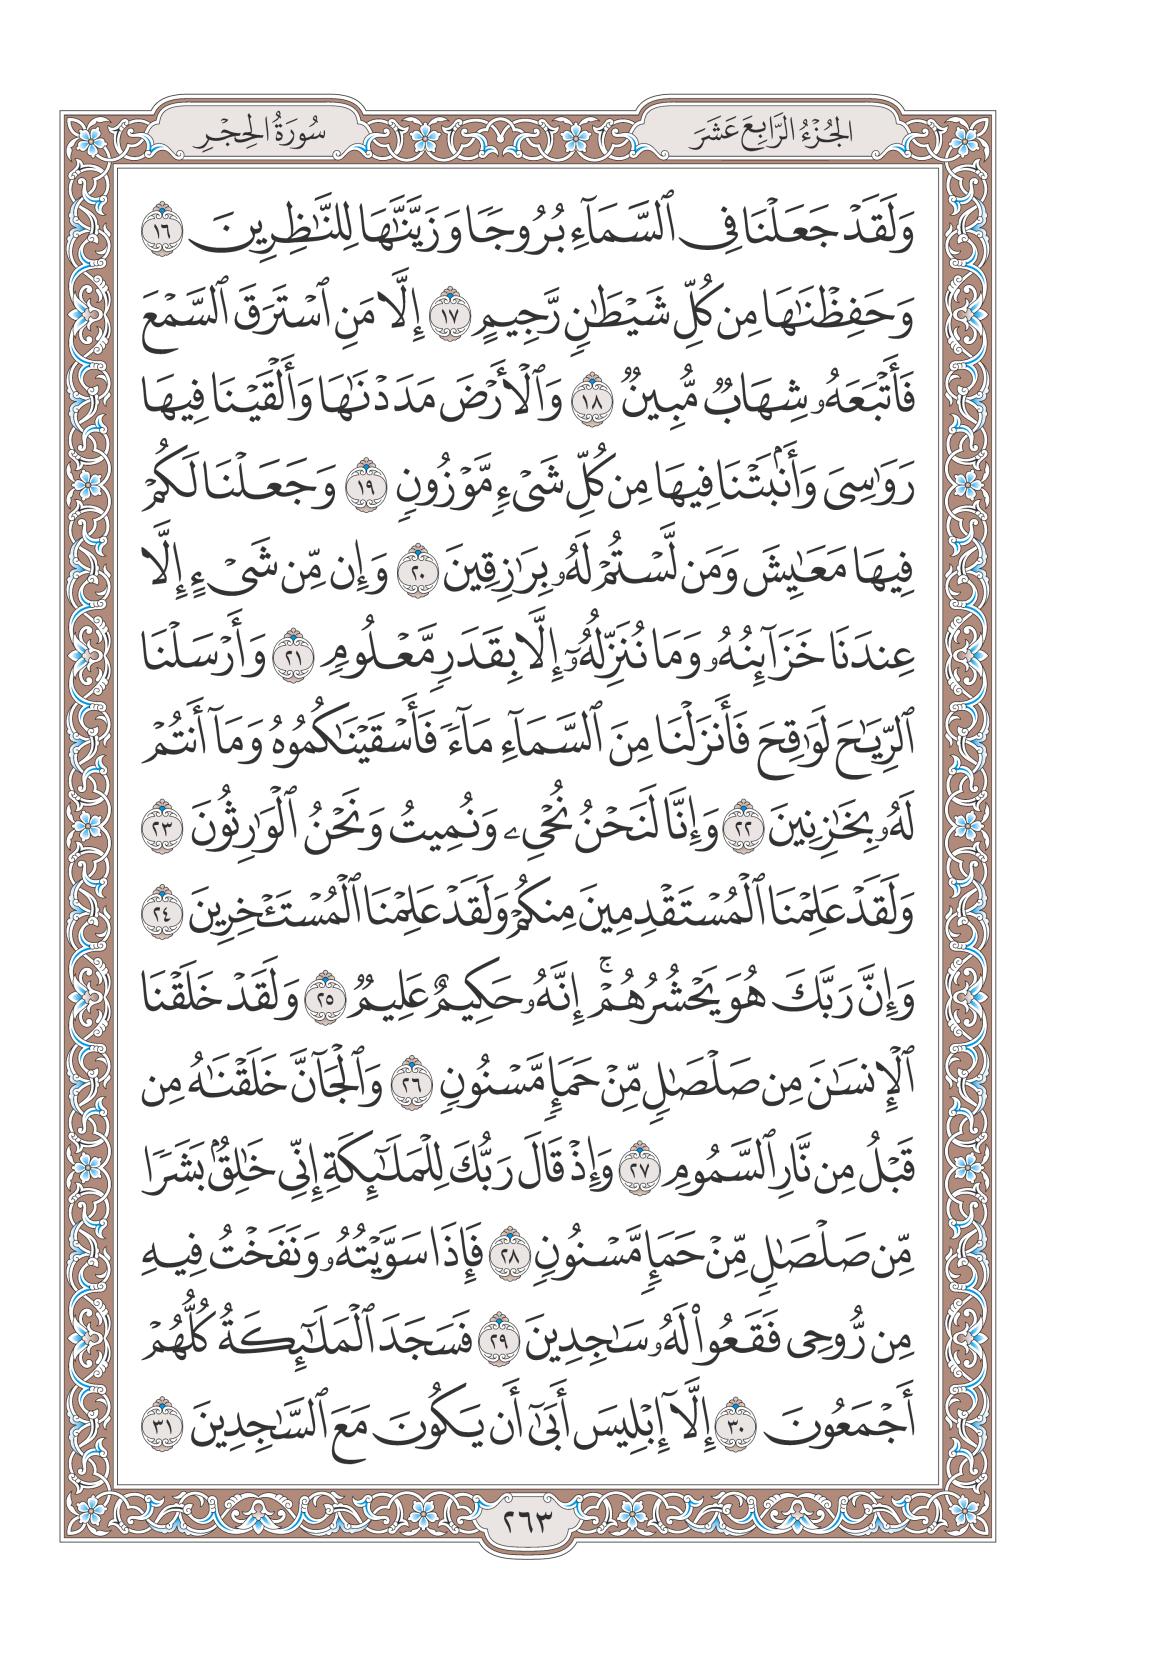 الجُزْءُ الرَّابِعَ عَشَرَ
سُورَةُ الحِجْرِ
وَلَقَدْ جَعَلْنَا فِى ٱلسَّمَآءِ بُرُوجًا وَزَيَّنَّٰهَا لِلنَّٰظِرِينَ ١٦
وَحَفِظْنَٰهَا مِن كُلِّ شَيْطَٰنٍ رَّجِيمٍ ١٧ إِلَّا مَنِ ٱسْتَرَقَ ٱلسَّمْعَ
فَأَتْبَعَهُۥ شِهَابٌ مُّبِينٌ ١٨ وَٱلْأَرْضَ مَدَدْنَٰهَا وَأَلْقَيْنَا فِيهَا
رَوَٰسِىَ وَأَنۢبَتْنَا فِيهَا مِن كُلِّ شَىْءٍ مَّوْزُونٍ ١٩ وَجَعَلْنَا لَكُمْ
فِيهَا مَعَٰيِشَ وَمَن لَّسْتُمْ لَهُۥ بِرَٰزِقِينَ ٢٠ وَإِن مِّن شَىْءٍ إِلَّا
عِندَنَا خَزَآئِنُهُۥ وَمَا نُنَزِّلُهُۥٓ إِلَّا بِقَدَرٍ مَّعْلُومٍ ٢١ وَأَرْسَلْنَا
ٱلرِّيَٰحَ لَوَٰقِحَ فَأَنزَلْنَا مِنَ ٱلسَّمَآءِ مَآءً فَأَسْقَيْنَٰكُمُوهُ وَمَآ أَنتُمْ
لَهُۥ بِخَٰزِنِينَ ٢٢ وَإِنَّا لَنَحْنُ نُحْىِۦ وَنُمِيتُ وَنَحْنُ ٱلْوَٰرِثُونَ ٢٣
وَلَقَدْ عَلِمْنَا ٱلْمُسْتَقْدِمِينَ مِنكُمْ وَلَقَدْ عَلِمْنَا ٱلْمُسْتَـْٔخِرِينَ ٢٤
وَإِنَّ رَبَّكَ هُوَ يَحْشُرُهُمْ ۚ إِنَّهُۥ حَكِيمٌ عَلِيمٌ ٢٥ وَلَقَدْ خَلَقْنَا
ٱلْإِنسَٰنَ مِن صَلْصَٰلٍ مِّنْ حَمَإٍ مَّسْنُونٍ ٢٦ وَٱلْجَآنَّ خَلَقْنَٰهُ مِن
قَبْلُ مِن نَّارِ ٱلسَّمُومِ ٢٧ وَإِذْ قَالَ رَبُّكَ لِلْمَلَٰٓئِكَةِ إِنِّى خَٰلِقٌۢ بَشَرًا
مِّن صَلْصَٰلٍ مِّنْ حَمَإٍ مَّسْنُونٍ ٢٨ فَإِذَا سَوَّيْتُهُۥ وَنَفَخْتُ فِيهِ
مِن رُّوحِى فَقَعُوا۟ لَهُۥ سَٰجِدِينَ ٢٩ فَسَجَدَ ٱلْمَلَٰٓئِكَةُ كُلُّهُمْ
أَجْمَعُونَ ٣٠ إِلَّآ إِبْلِيسَ أَبَىٰٓ أَن يَكُونَ مَعَ ٱلسَّٰجِدِينَ ٣١
٢٦٣